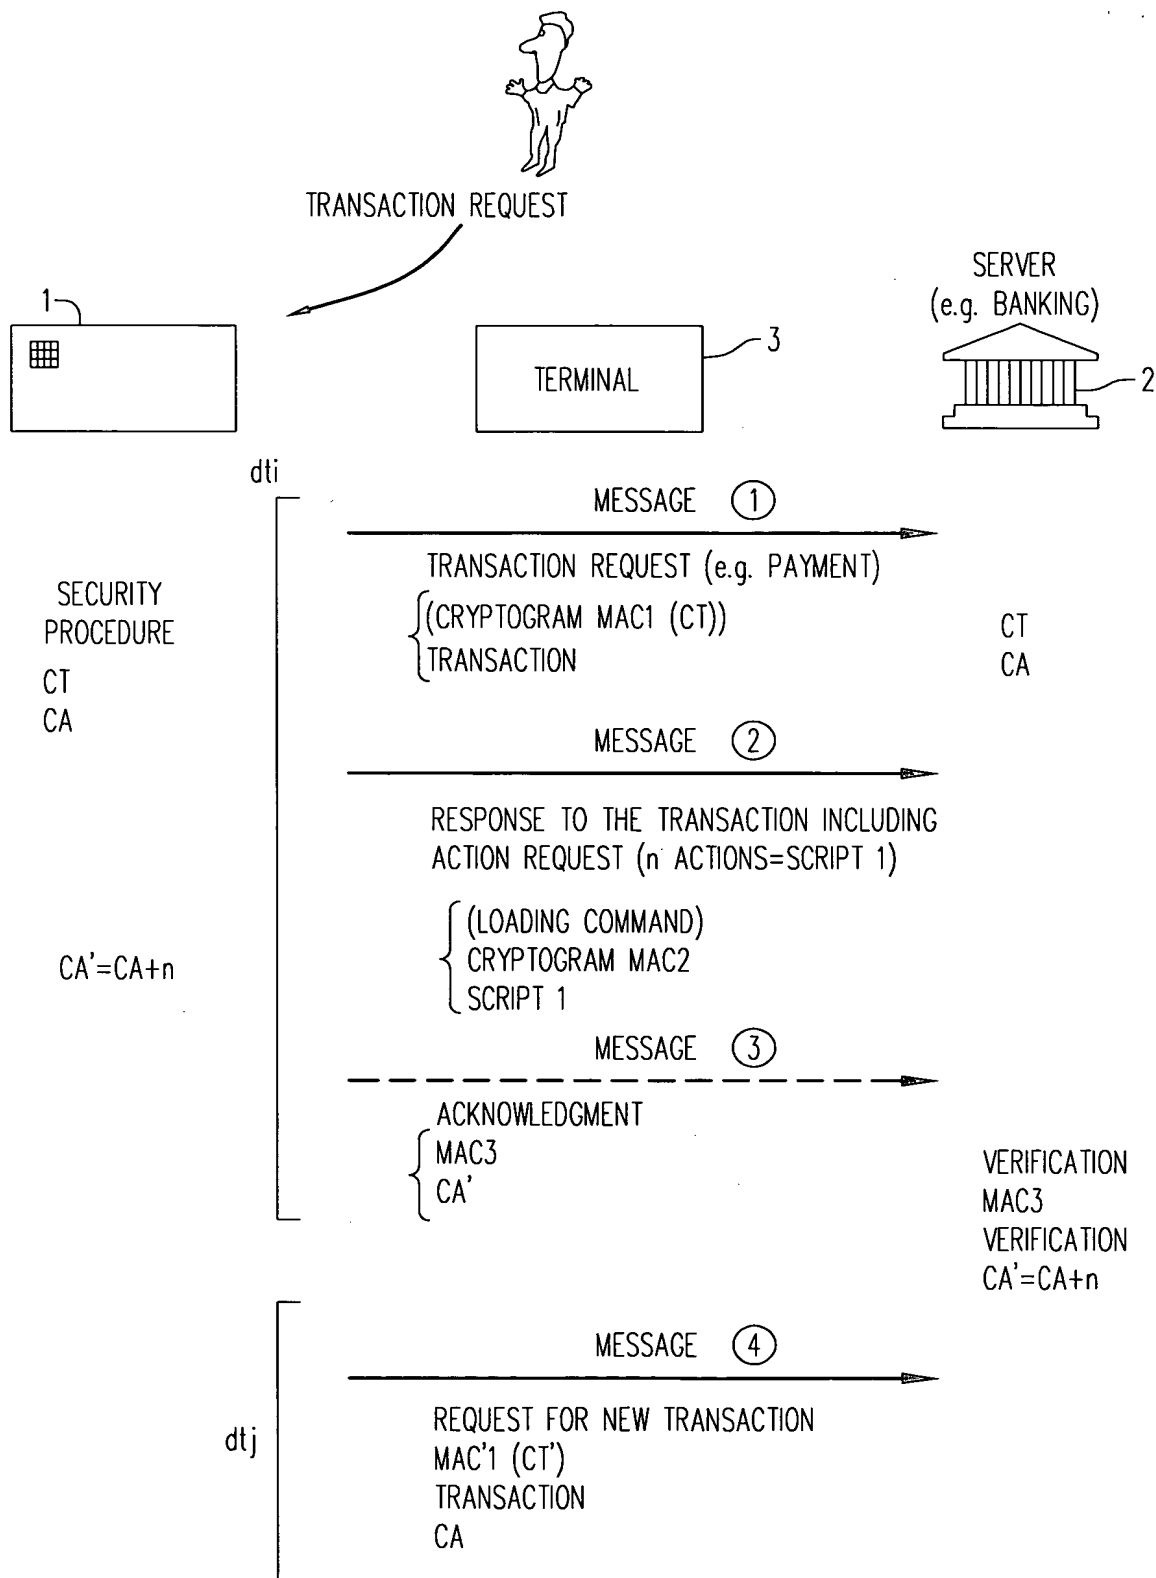 TRANSACTION REQUEST
SERVER
(e.g. BANKING)
1
TERMINAL
3
2
dti
MESSAGE 1
TRANSACTION REQUEST (e.g. PAYMENT)
(CRYPTOGRAM MAC1 (CT))
TRANSACTION
SECURITY
PROCEDURE
CT
CA
CT
CA
MESSAGE 2
RESPONSE TO THE TRANSACTION INCLUDING
ACTION REQUEST (n ACTIONS=SCRIPT 1)
(LOADING COMMAND)
CRYPTOGRAM MAC2
SCRIPT 1
CA'=CA+n
MESSAGE 3
ACKNOWLEDGMENT
MAC3
CA'
VERIFICATION
MAC3
VERIFICATION
CA'=CA+n
MESSAGE 4
dtj
REQUEST FOR NEW TRANSACTION
MAC'1 (CT')
TRANSACTION
CA